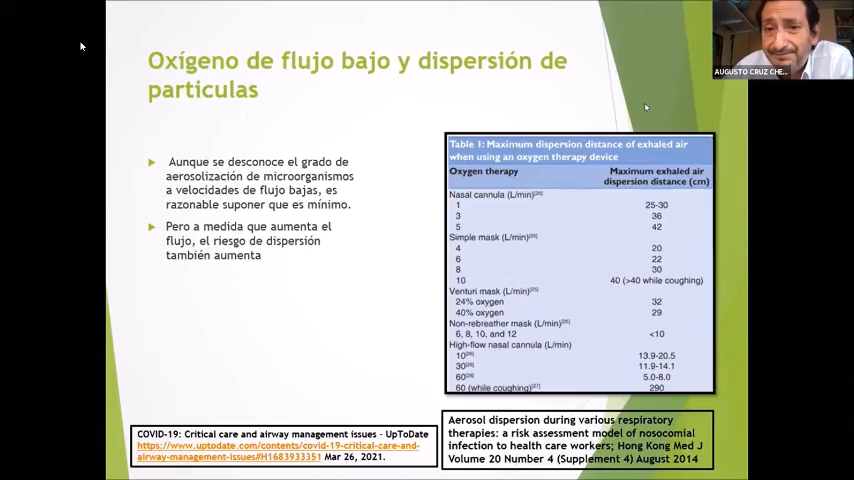 Oxígeno de flujo bajo y dispersión de
particulas
AUGUSTO CRUZ CHE...
Aunque se desconoce el grado de
aerosolización de microorganismos
a velocidades de flujo bajas, es
razonable suponer que es mínimo.
Pero a medida que aumenta el
flujo, el riesgo de dispersión
también aumenta
Table 1: Maximum dispersion distance of exhaled air
when using an oxygen therapy device
Oxygen therapy Maximum exhaled air
dispersion distance (cm)
Nasal cannula (L/min)[25]
1 25-30
3 36
5 42
Simple mask (L/min)[25]
4 20
6 22
8 30
10 40 (>40 while coughing)
Venturi mask (L/min)[25]
24% oxygen 32
40% oxygen 29
Non-rebreather mask (L/min)[25]
6, 8, 10, and 12 <10
High-flow nasal cannula (L/min)
10[26] 13.9-20.5
30[26] 11.9-14.1
60[26] 5.0-8.0
60 (while coughing)[27] 290
COVID-19: Critical care and airway management issues - UpToDate
https://www.uptodate.com/contents/covid-19-critical-care-and-
airway-management-issues#H1683933351 Mar 26, 2021.
Aerosol dispersion during various respiratory
therapies: a risk assessment model of nosocomial
infection to health care workers; Hong Kong Med J
Volume 20 Number 4 (Supplement 4) August 2014